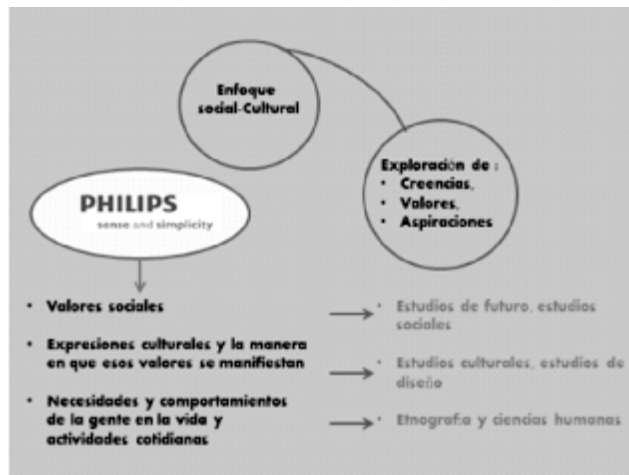 Enfoque
social-Cultural
Exploración de :
• Creencias,
• Valores,
• Aspiraciones
PHILIPS
sense and simplicity
• Valores sociales
• Estudios de futuro, estudios
sociales
• Expresiones culturales y la manera
en que esos valores se manifiestan
• Estudios culturales, estudios de
diseño
• Necesidades y comportamientos
de la gente en la vida y
actividades cotidianas
• Etnografía y ciencias humanas